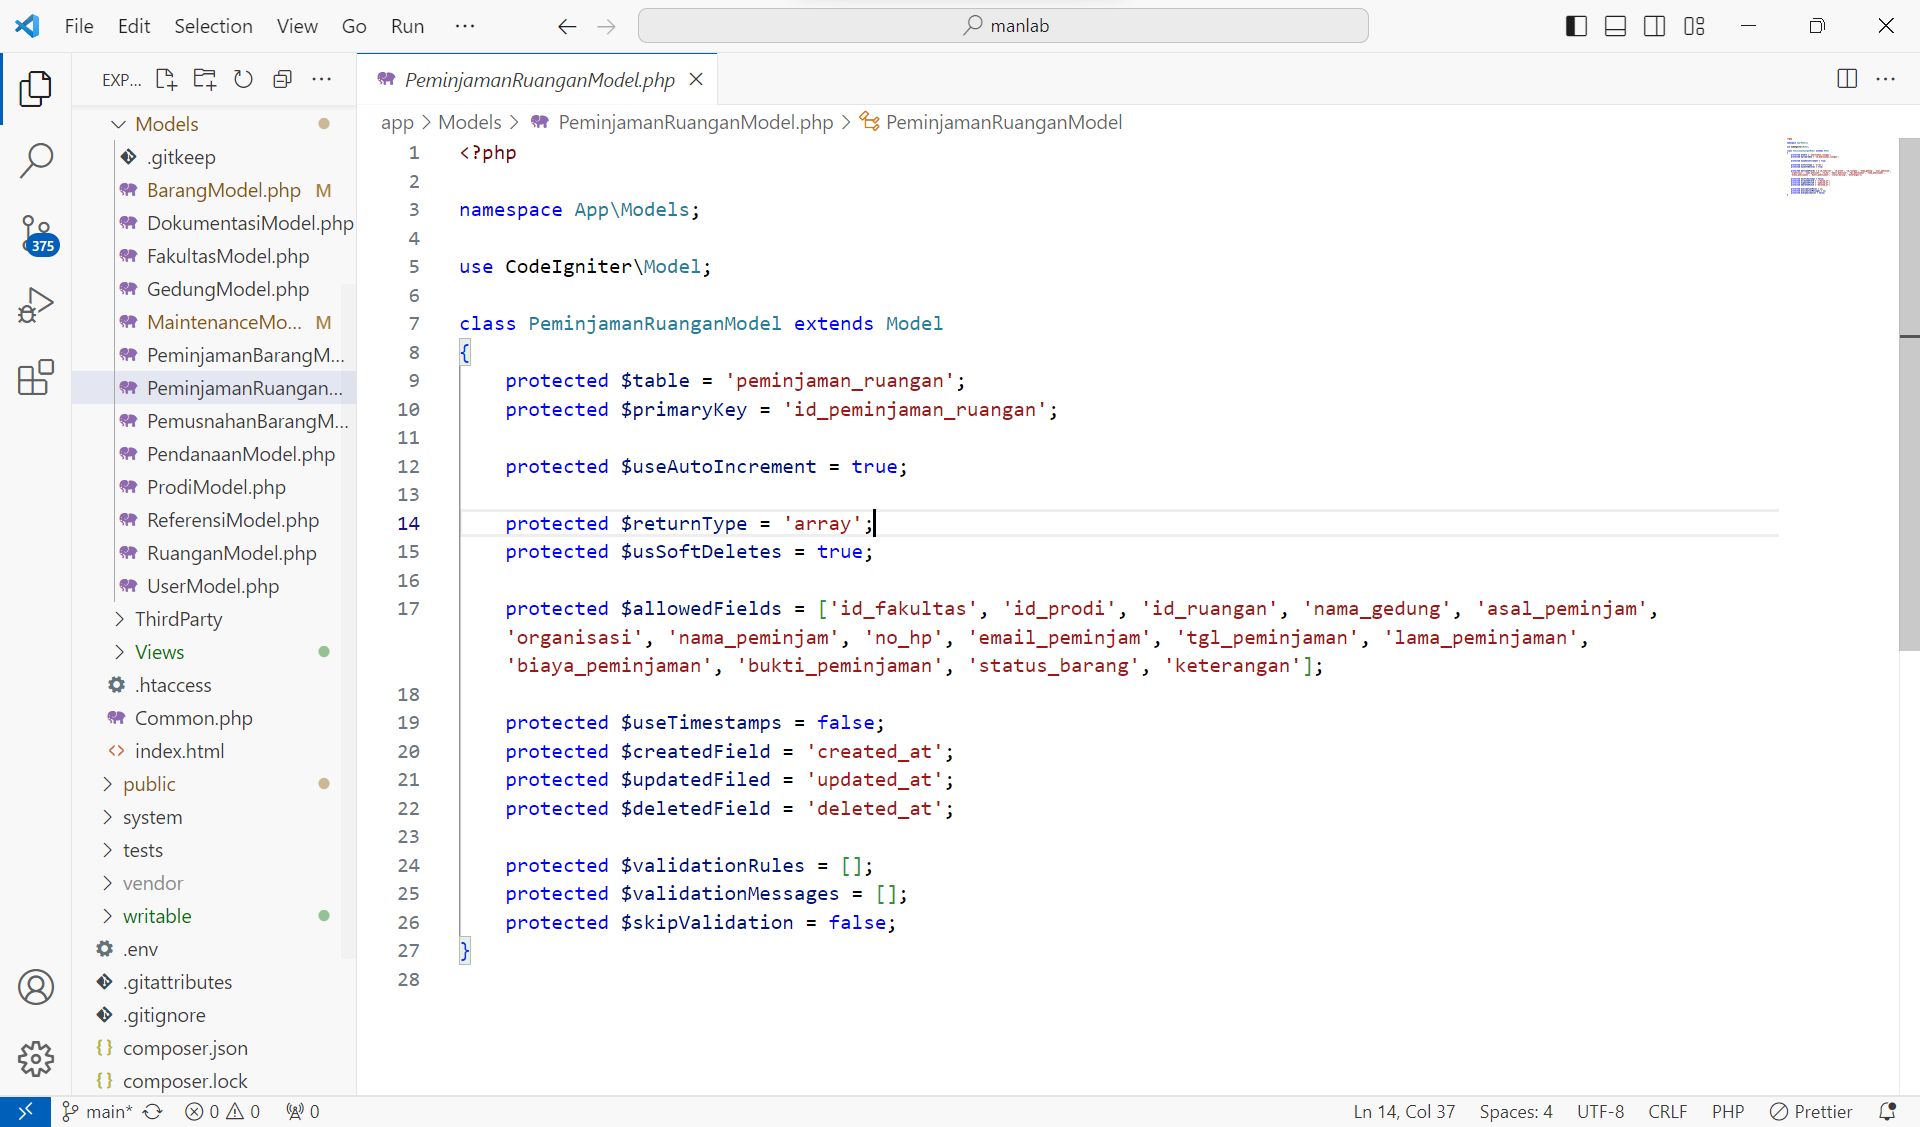 File Edit Selection View Go Run ··· manlab
EXP... ···
Models
.gitkeep
BarangModel.php M
DokumentasiModel.php
FakultasModel.php
GedungModel.php
MaintenanceMo... M
PeminjamanBarangM...
PeminjamanRuangan...
PemusnahanBarangM...
PendanaanModel.php
ProdiModel.php
ReferensiModel.php
RuanganModel.php
UserModel.php
ThirdParty
Views
.htaccess
Common.php
index.html
public
system
tests
vendor
writable
.env
.gitattributes
.gitignore
composer.json
composer.lock
375
PeminjamanRuanganModel.php
app > Models > PeminjamanRuanganModel.php > PeminjamanRuanganModel
1 <?php
2
3 namespace App\Models;
4
5 use CodeIgniter\Model;
6
7 class PeminjamanRuanganModel extends Model
8 {
9 protected $table = 'peminjaman_ruangan';
10 protected $primaryKey = 'id_peminjaman_ruangan';
11
12 protected $useAutoIncrement = true;
13
14 protected $returnType = 'array';
15 protected $usSoftDeletes = true;
16
17 protected $allowedFields = ['id_fakultas', 'id_prodi', 'id_ruangan', 'nama_gedung', 'asal_peminjam',
'organisasi', 'nama_peminjam', 'no_hp', 'email_peminjam', 'tgl_peminjaman', 'lama_peminjaman',
'biaya_peminjaman', 'bukti_peminjaman', 'status_barang', 'keterangan'];
18
19 protected $useTimestamps = false;
20 protected $createdField = 'created_at';
21 protected $updatedFiled = 'updated_at';
22 protected $deletedField = 'deleted_at';
23
24 protected $validationRules = [];
25 protected $validationMessages = [];
26 protected $skipValidation = false;
27 }
28
main* 0 0 0 Ln 14, Col 37 Spaces: 4 UTF-8 CRLF PHP Prettier